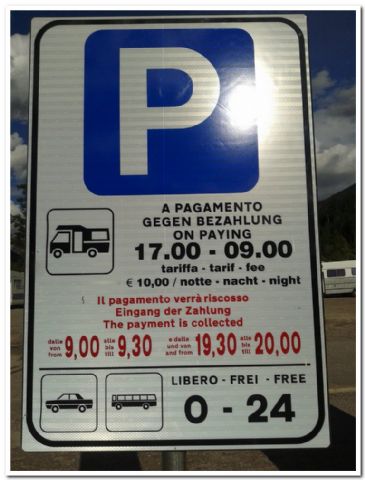 P
A PAGAMENTO
GEGEN BEZAHLUNG
ON PAYING
17.00 - 09.00
tariffa - tarif - fee
€ 10,00 / notte - nacht - night
Il pagamento verrà riscosso
Eingang der Zahlung
The payment is collected
dalle von from 9,00 alle bis till 9,30 e dalle und van and from 19,30 alle bis till 20,00
LIBERO - FREI - FREE
0 - 24